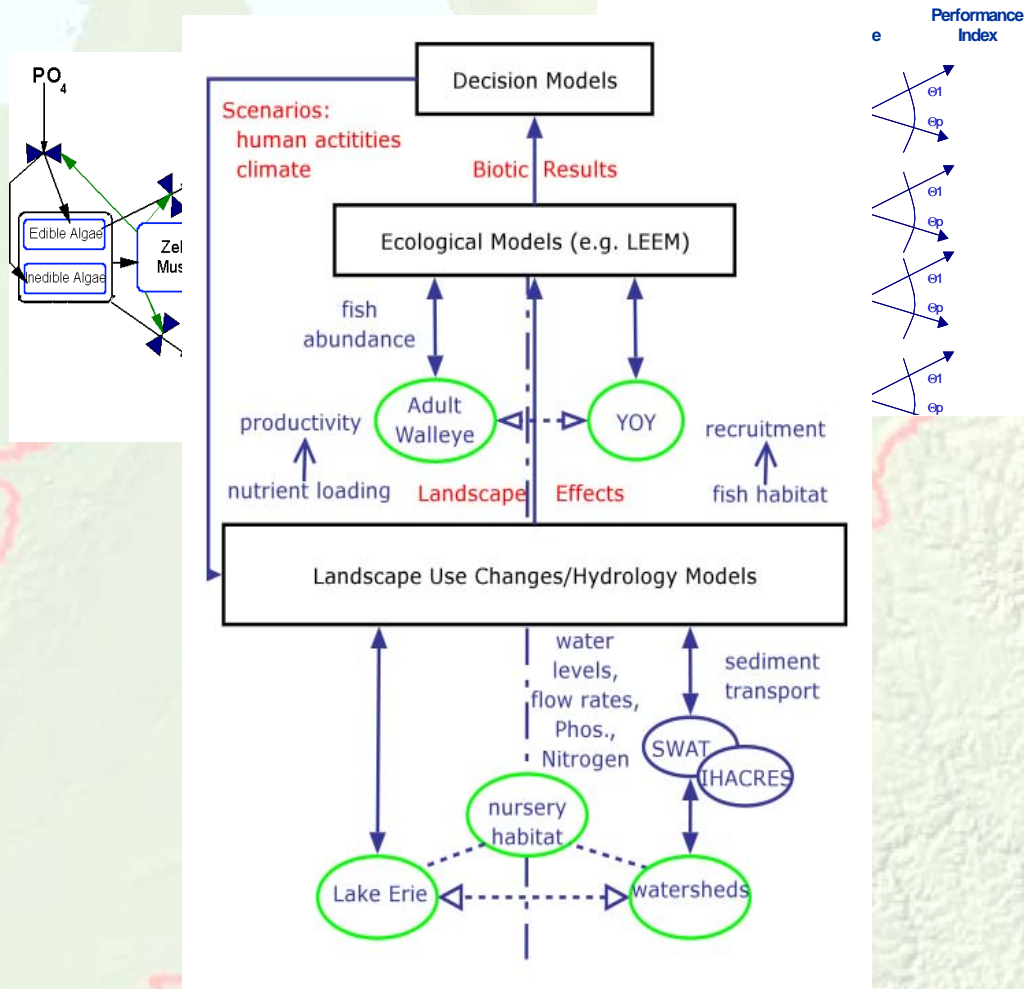 Performance
Index
e
PO4
Edible Algae
nedible Algae
Zel
Mus
Decision Models
Scenarios:
human actitities
climate
Biotic Results
Ecological Models (e.g. LEEM)
fish
abundance
Adult
Walleye
YOY
productivity
nutrient loading
recruitment
fish habitat
Landscape Effects
Landscape Use Changes/Hydrology Models
water
levels,
flow rates,
Phos.,
Nitrogen
sediment
transport
SWAT
IHACRES
nursery
habitat
Lake Erie
watersheds
Θ1
Θp
Θ1
Θp
Θ1
Θp
Θ1
Θp